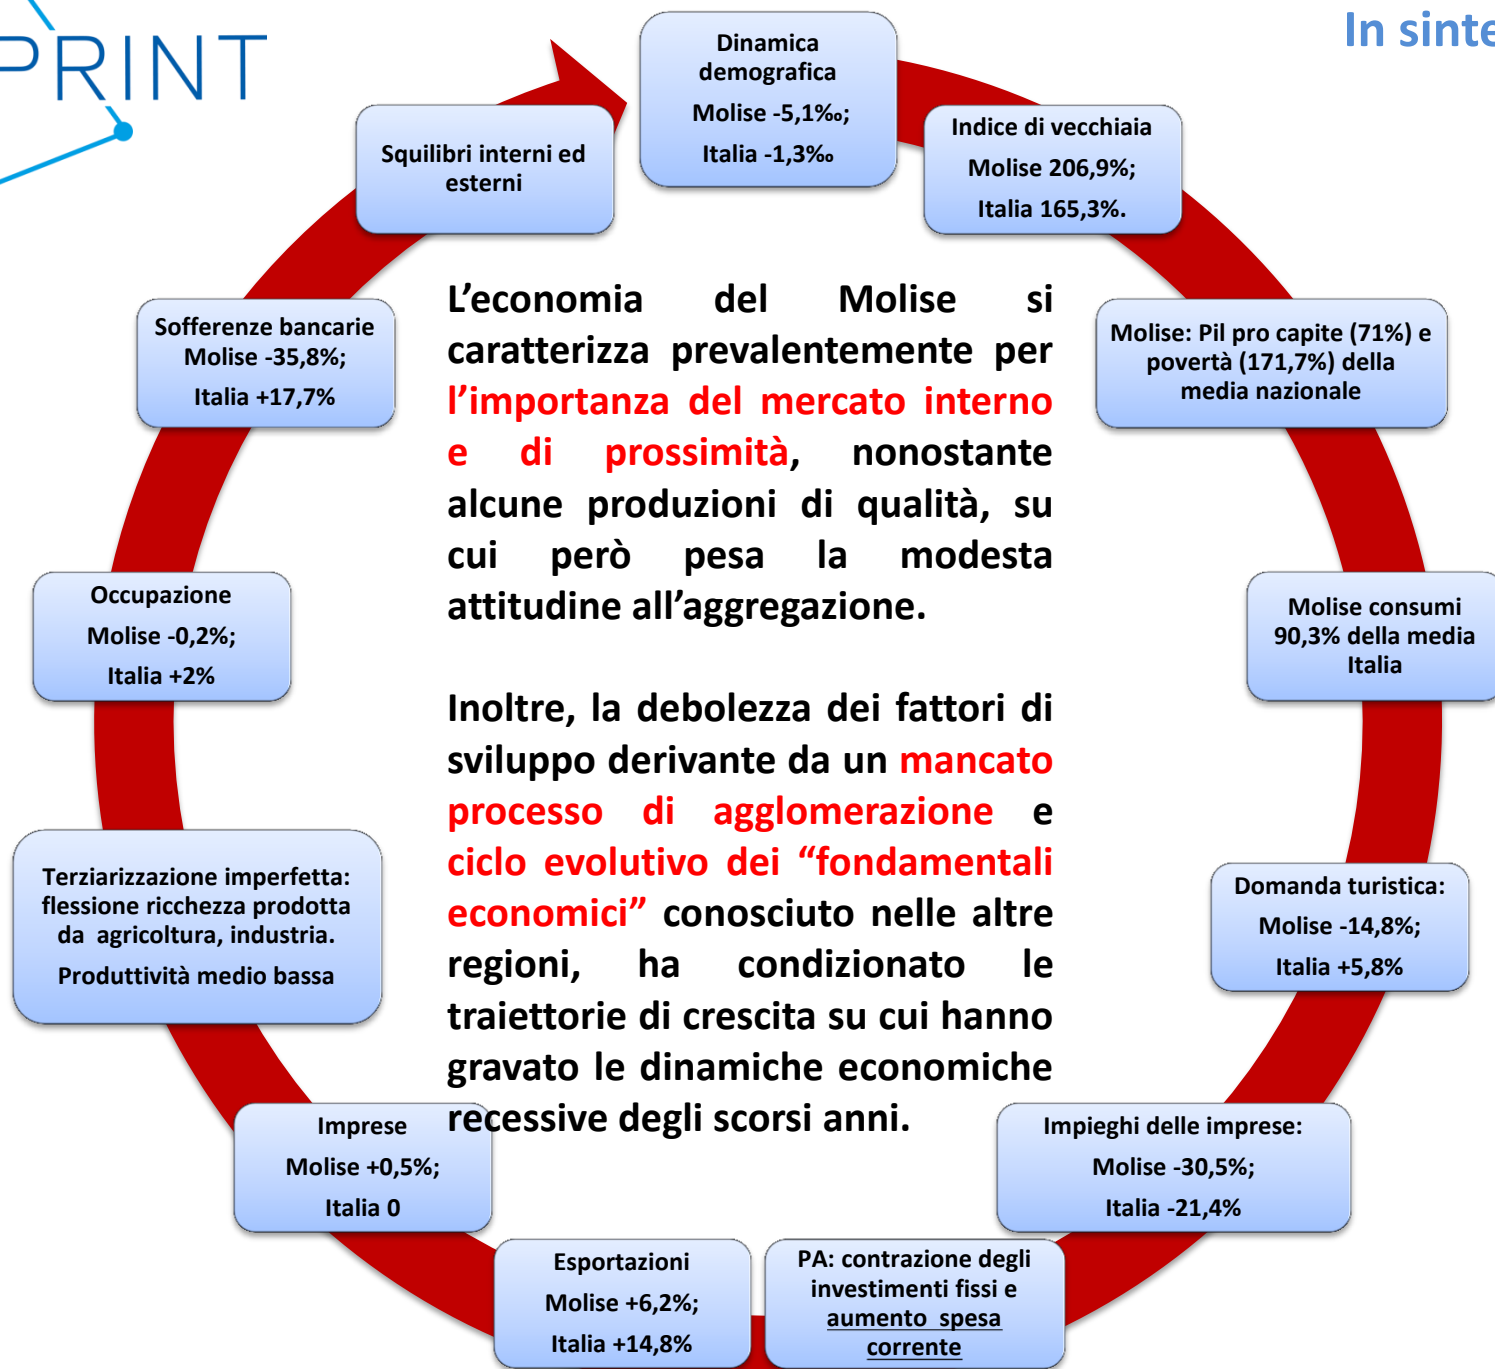 PRINT
In sinte
Dinamica
demografica
Molise -5,1‰;
Italia -1,3‰
Indice di vecchiaia
Molise 206,9%;
Italia 165,3%.
Molise: Pil pro capite (71%) e
povertà (171,7%) della
media nazionale
Molise consumi
90,3% della media
Italia
Domanda turistica:
Molise -14,8%;
Italia +5,8%
Impieghi delle imprese:
Molise -30,5%;
Italia -21,4%
PA: contrazione degli
investimenti fissi e
aumento spesa
corrente
Esportazioni
Molise +6,2%;
Italia +14,8%
Imprese
Molise +0,5%;
Italia 0
Terziarizzazione imperfetta:
flessione ricchezza prodotta
da agricoltura, industria.
Produttività medio bassa
Occupazione
Molise -0,2%;
Italia +2%
Sofferenze bancarie
Molise -35,8%;
Italia +17,7%
Squilibri interni ed
esterni
L’economia del Molise si
caratterizza prevalentemente per
l’importanza del mercato interno
e di prossimità, nonostante
alcune produzioni di qualità, su
cui però pesa la modesta
attitudine all’aggregazione.
Inoltre, la debolezza dei fattori di
sviluppo derivante da un mancato
processo di agglomerazione e
ciclo evolutivo dei “fondamentali
economici” conosciuto nelle altre
regioni, ha condizionato le
traiettorie di crescita su cui hanno
gravato le dinamiche economiche
recessive degli scorsi anni.